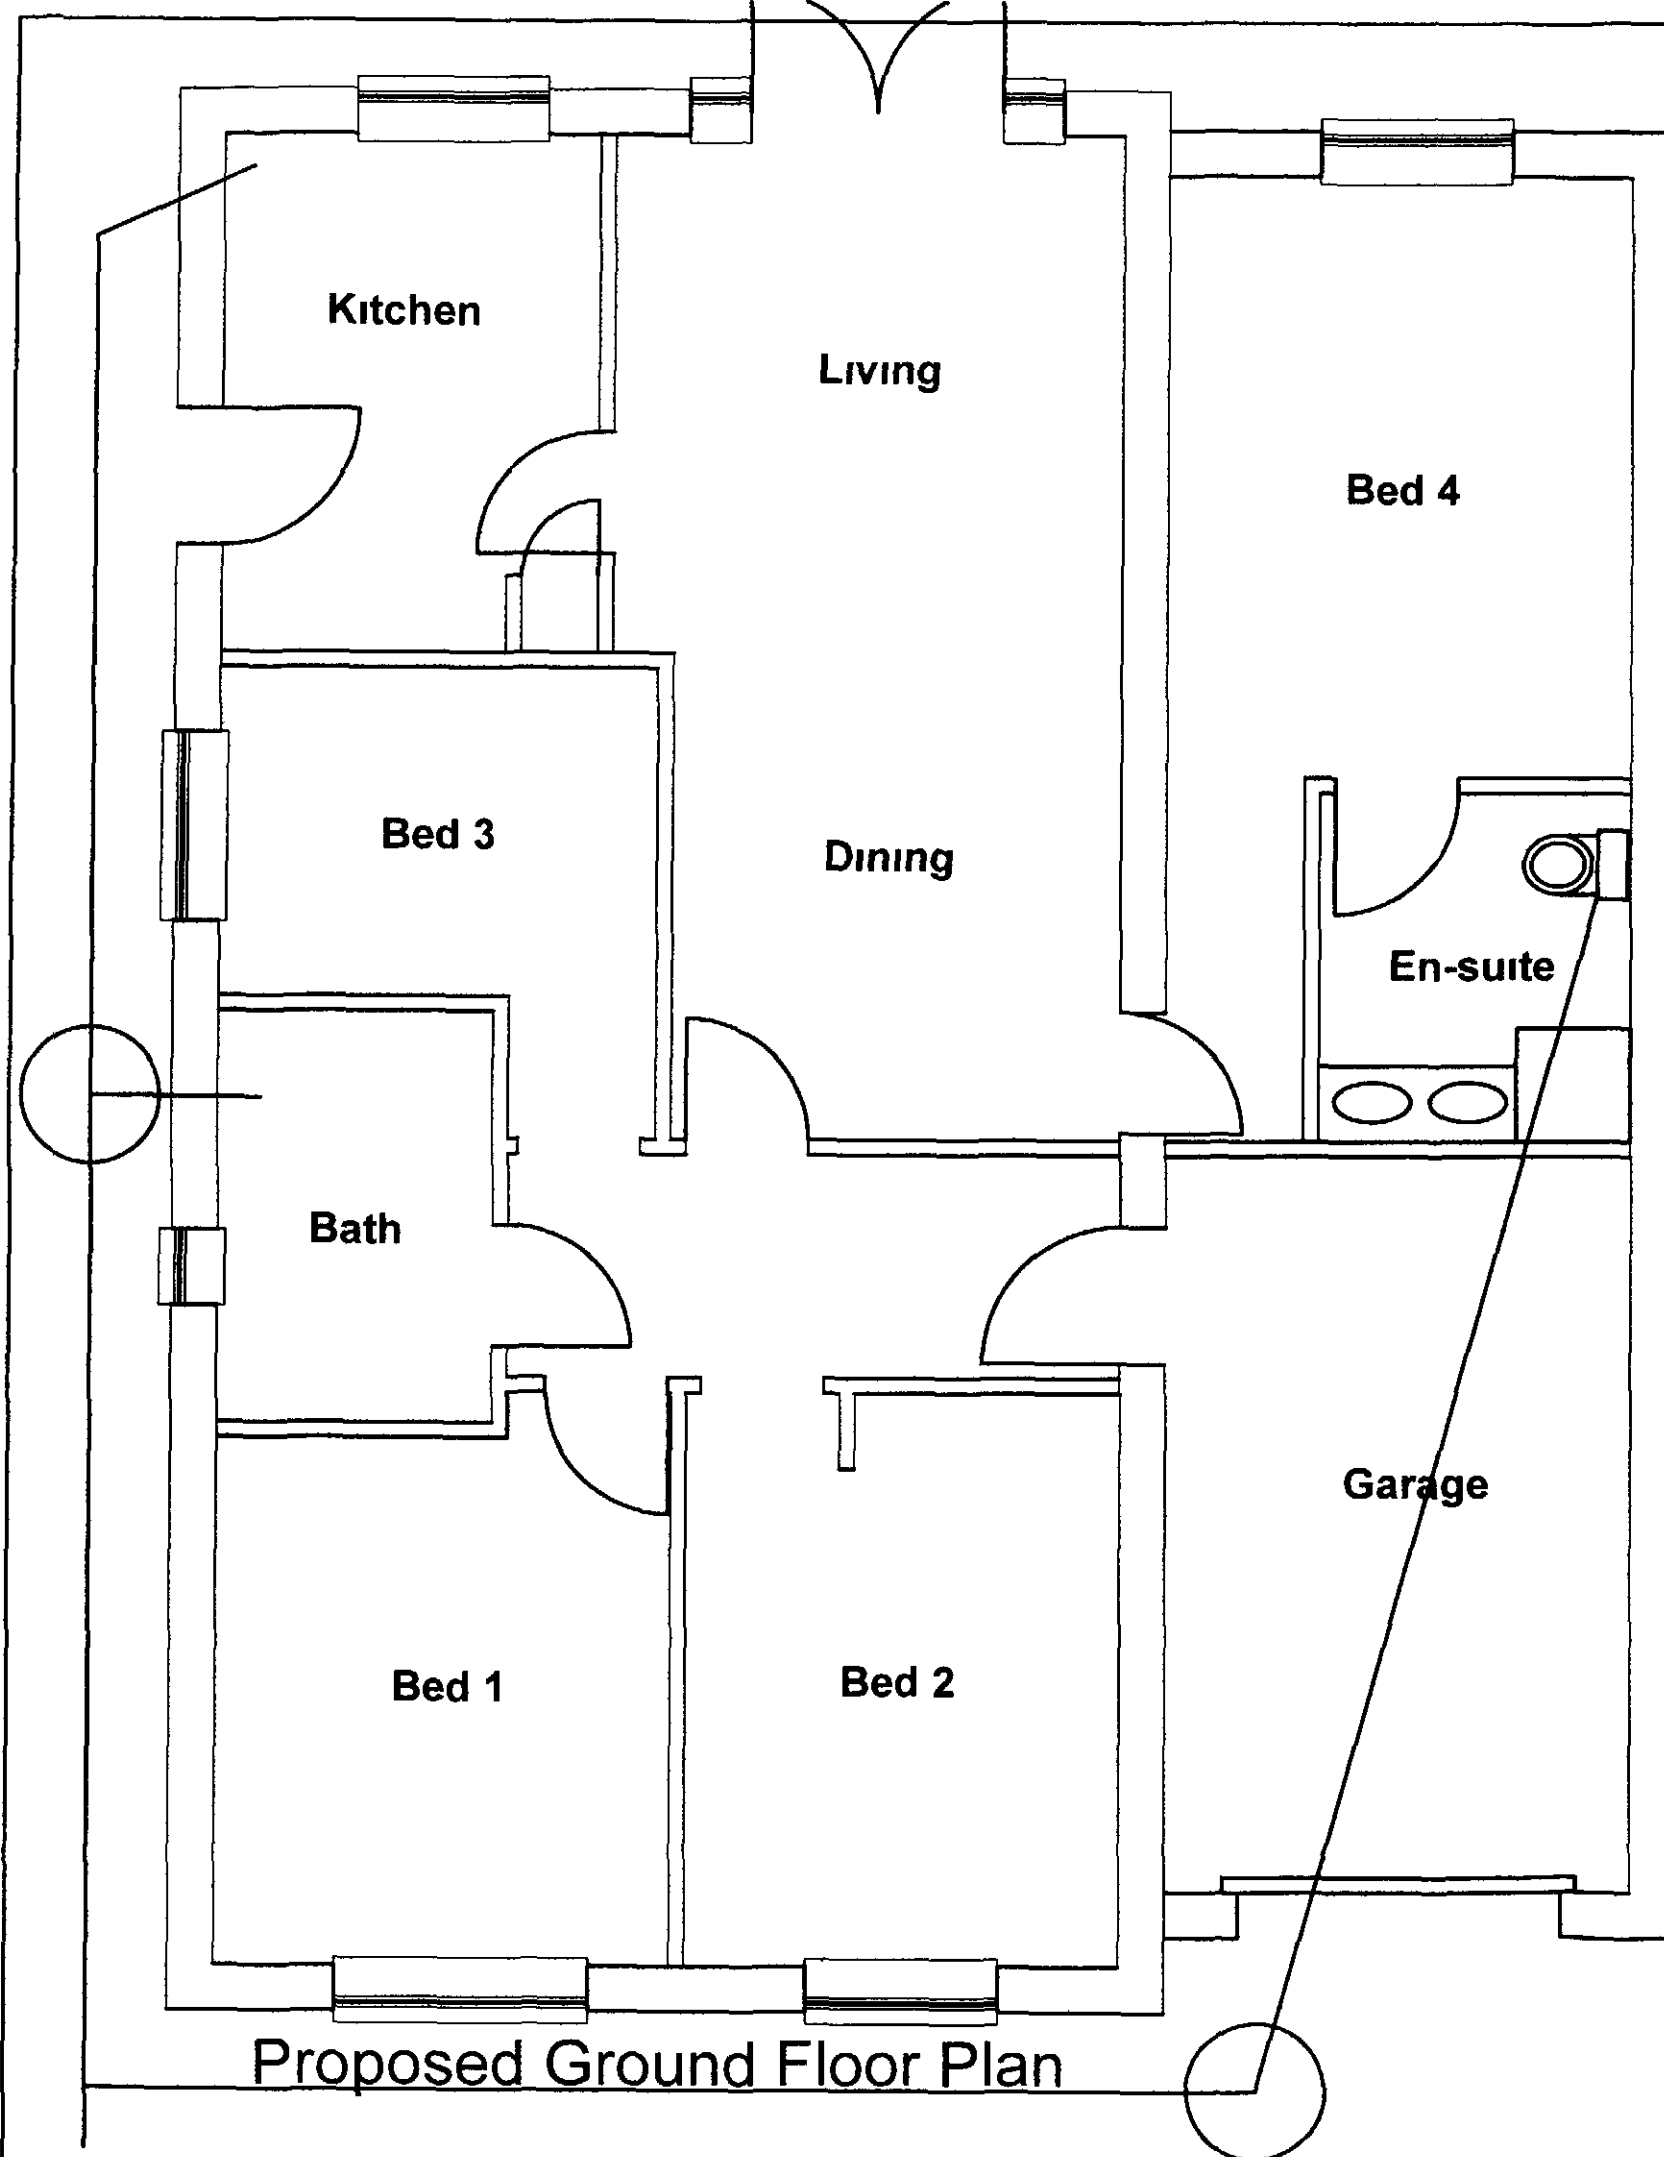 Kitchen
Living
Bed 4
Bed 3
Dining
En-suite
Bath
Garage
Bed 1
Bed 2
Proposed Ground Floor Plan